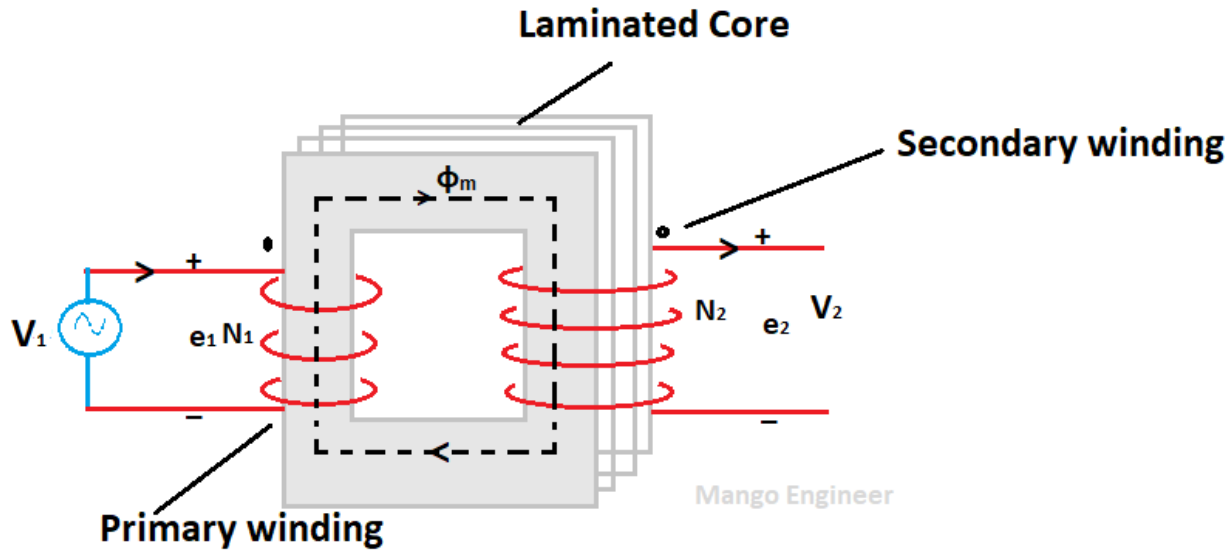 Laminated Core
Secondary winding
ϕm
+
+
V1
e1 N1
N2
e2
V2
–
–
Mango Engineer
Primary winding